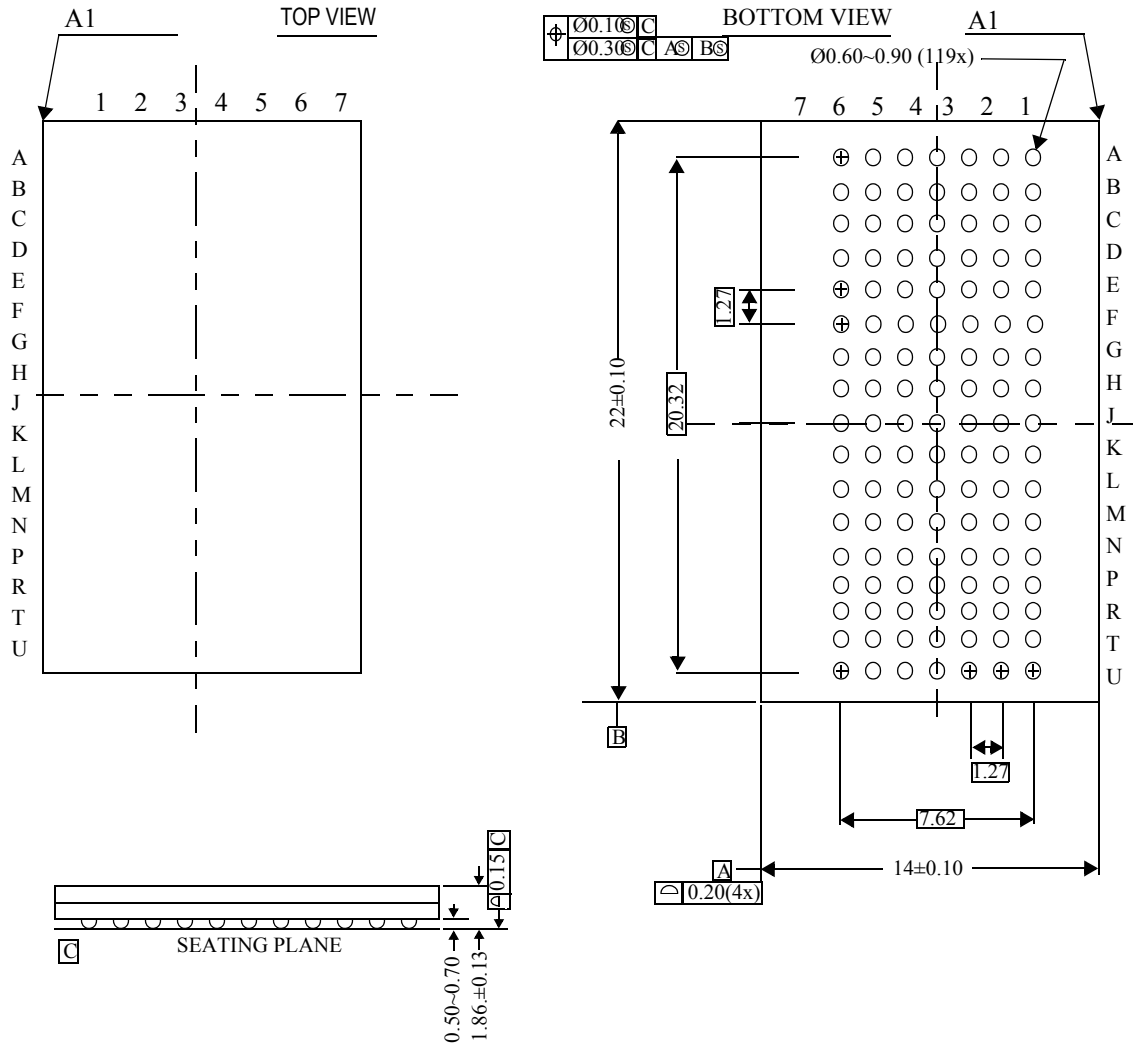 A1
TOP VIEW
1 2 3 4 5 6 7
A
B
C
D
E
F
G
H
J
K
L
M
N
P
R
T
U
Ø0.10Ⓢ C
Ø0.30Ⓢ C AⓈ BⓈ
BOTTOM VIEW
A1
Ø0.60~0.90 (119x)
7 6 5 4 3 2 1
A
B
C
D
E
F
G
H
J
K
L
M
N
P
R
T
U
1.27
22±0.10
20.32
B
1.27
7.62
A
14±0.10
0.20(4x)
0.15 C
C
SEATING PLANE
0.50~0.70
1.86.±0.13